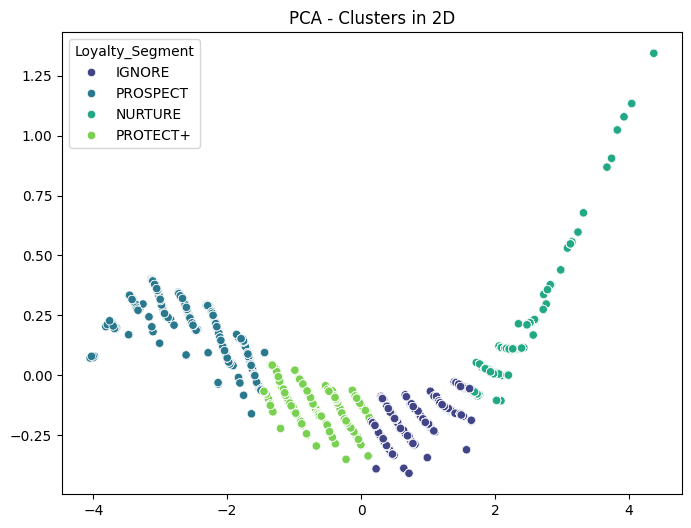 PCA - Clusters in 2D
Loyalty_Segment
IGNORE
PROSPECT
NURTURE
PROTECT+
1.25
1.00
0.75
0.50
0.25
0.00
−0.25
−4 −2 0 2 4